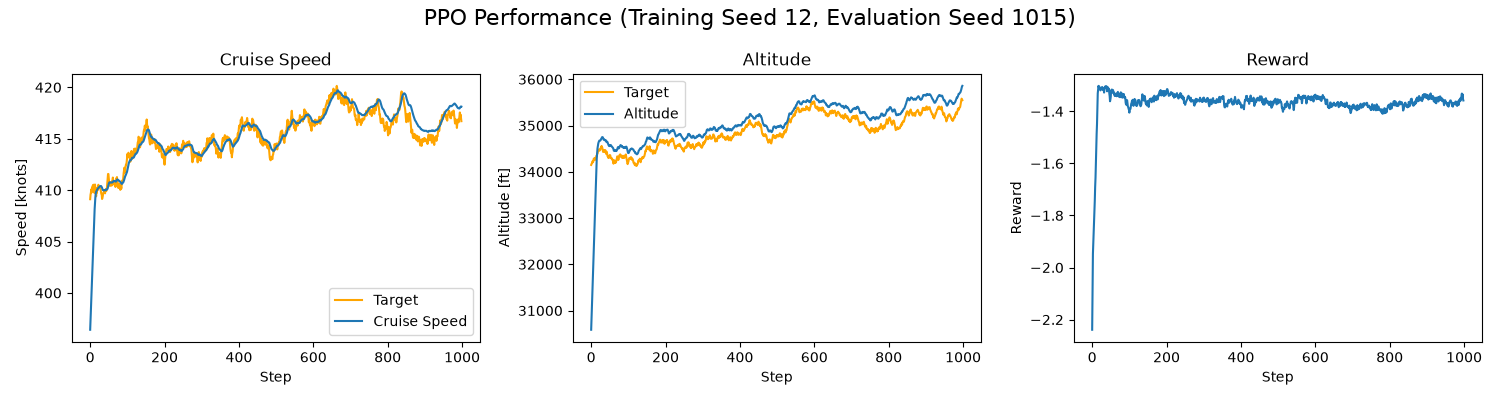 PPO Performance (Training Seed 12, Evaluation Seed 1015)
Cruise Speed
Speed [knots]
420
415
410
405
400
0 200 400 600 800 1000
Step
Target
Cruise Speed
Altitude
Altitude [ft]
36000
35000
34000
33000
32000
31000
0 200 400 600 800 1000
Step
Target
Altitude
Reward
Reward
−1.4
−1.6
−1.8
−2.0
−2.2
0 200 400 600 800 1000
Step